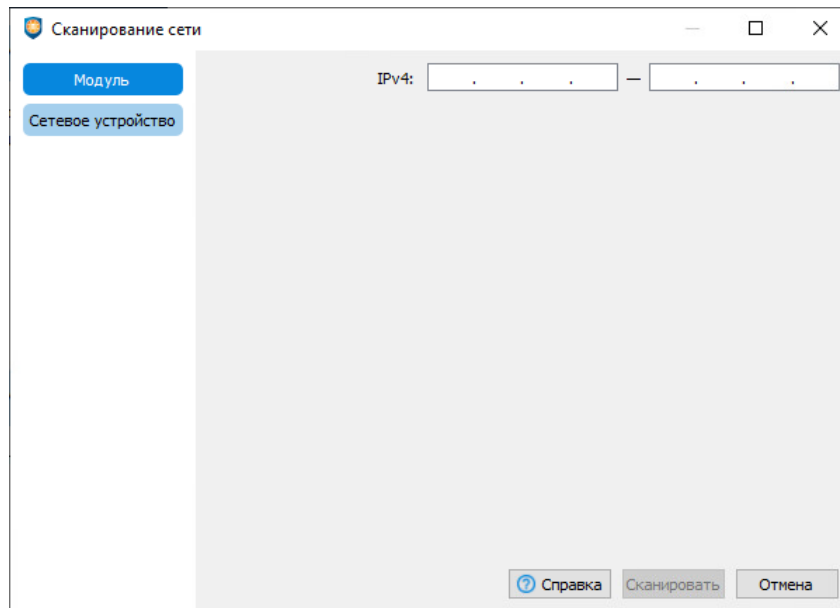 Сканирование сети
Модуль
Сетевое устройство
IPv4: . . . — . . .
Справка
Сканировать
Отмена